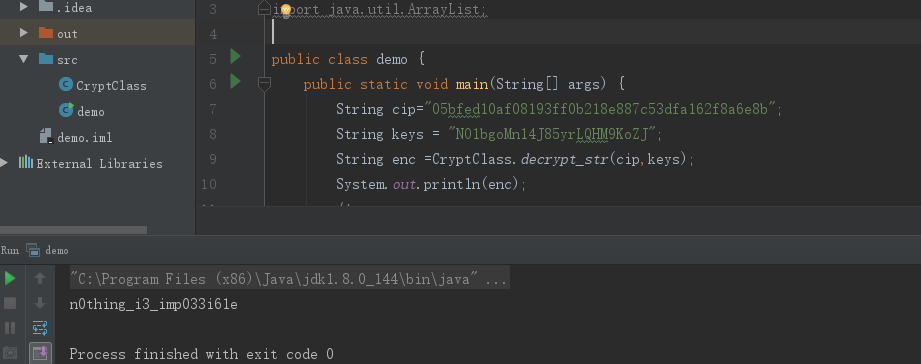 .idea
out
src
CryptClass
demo
demo.iml
External Libraries
3 import java.util.ArrayList;
4
5 public class demo {
6 public static void main(String[] args) {
7 String cip="05bfed10af08193ff0b218e887c53dfa162f8a6e8b";
8 String keys = "N01bgoMn14J85yrLQHM9KoZJ";
9 String enc =CryptClass.decrypt_str(cip,keys);
10 System.out.println(enc);
Run demo
"C:\Program Files (x86)\Java\jdk1.8.0_144\bin\java" ...
n0thing_i3_imp033i61e
Process finished with exit code 0